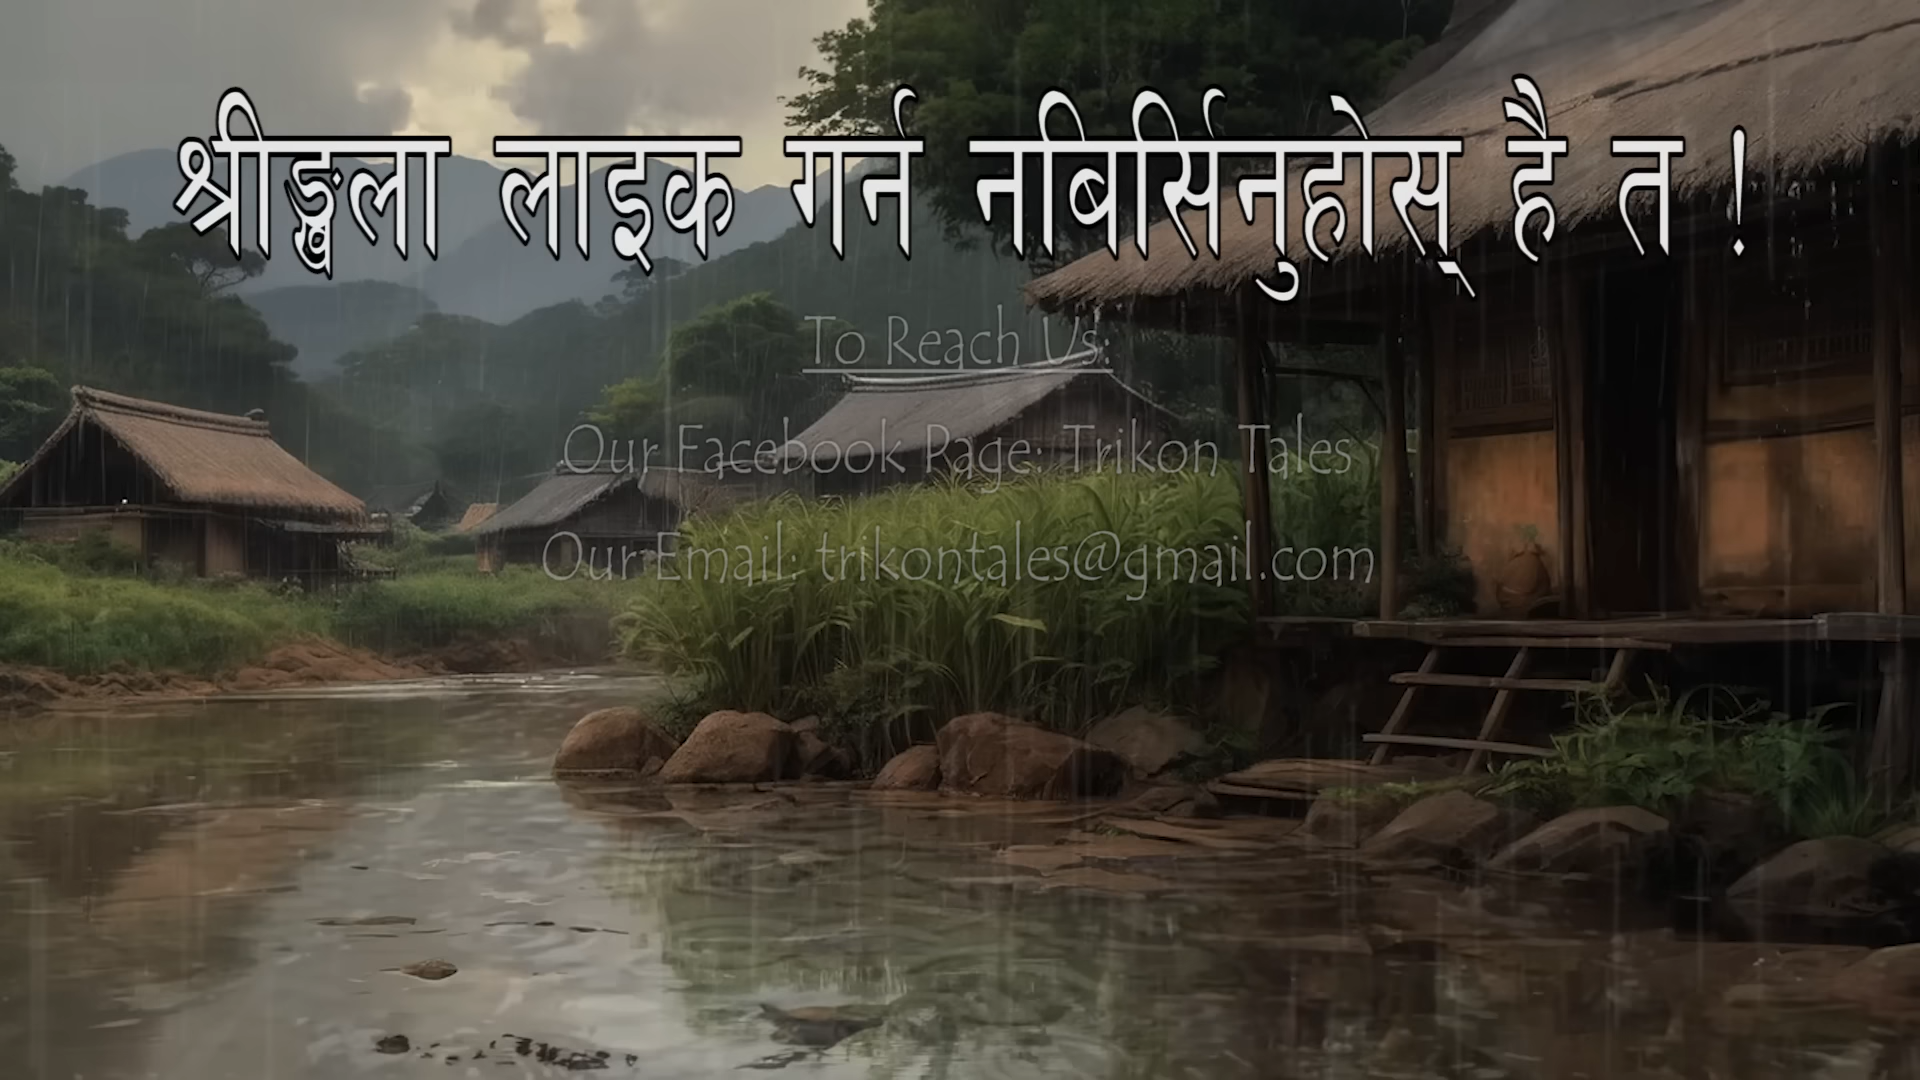 श्रीङ्खला लाइक गर्न नबिर्सिनुहोस् है त !
To Reach Us:
Our Facebook Page: Trikon Tales
Our Email: trikontales@gmail.com